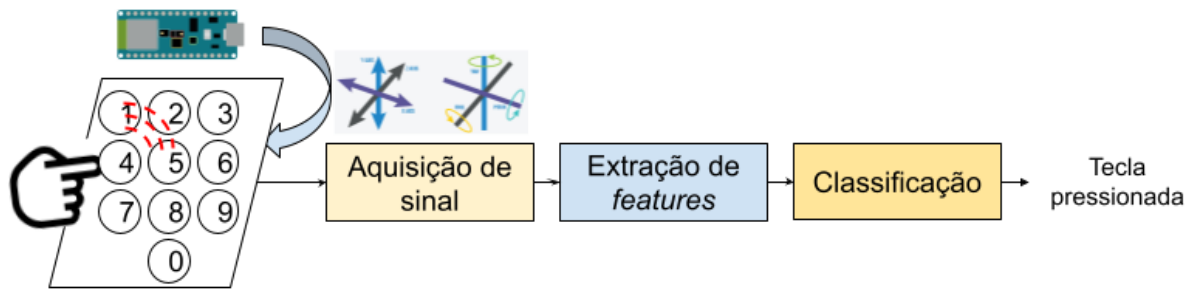 1 2 3
4 5 6
7 8 9
0
Aquisição de
sinal
Extração de
features
Classificação
Tecla
pressionada